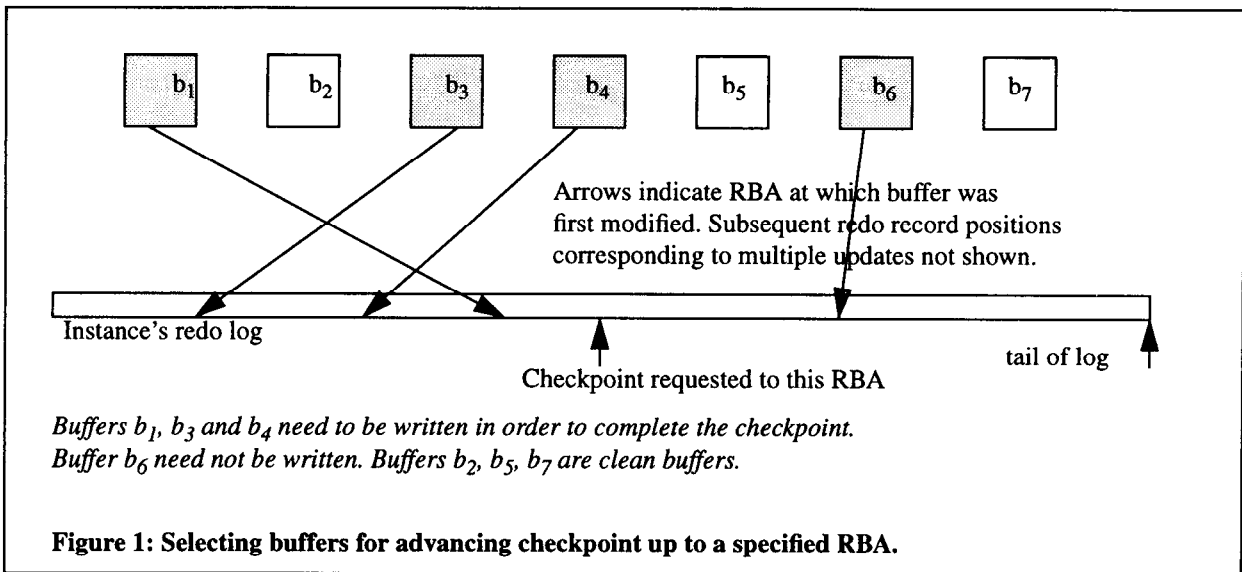 b1 b2 b3 b4 b5 b6 b7
Arrows indicate RBA at which buffer was
first modified. Subsequent redo record positions
corresponding to multiple updates not shown.
Instance's redo log
tail of log
Checkpoint requested to this RBA
Buffers b1, b3 and b4 need to be written in order to complete the checkpoint.
Buffer b6 need not be written. Buffers b2, b5, b7 are clean buffers.
Figure 1: Selecting buffers for advancing checkpoint up to a specified RBA.